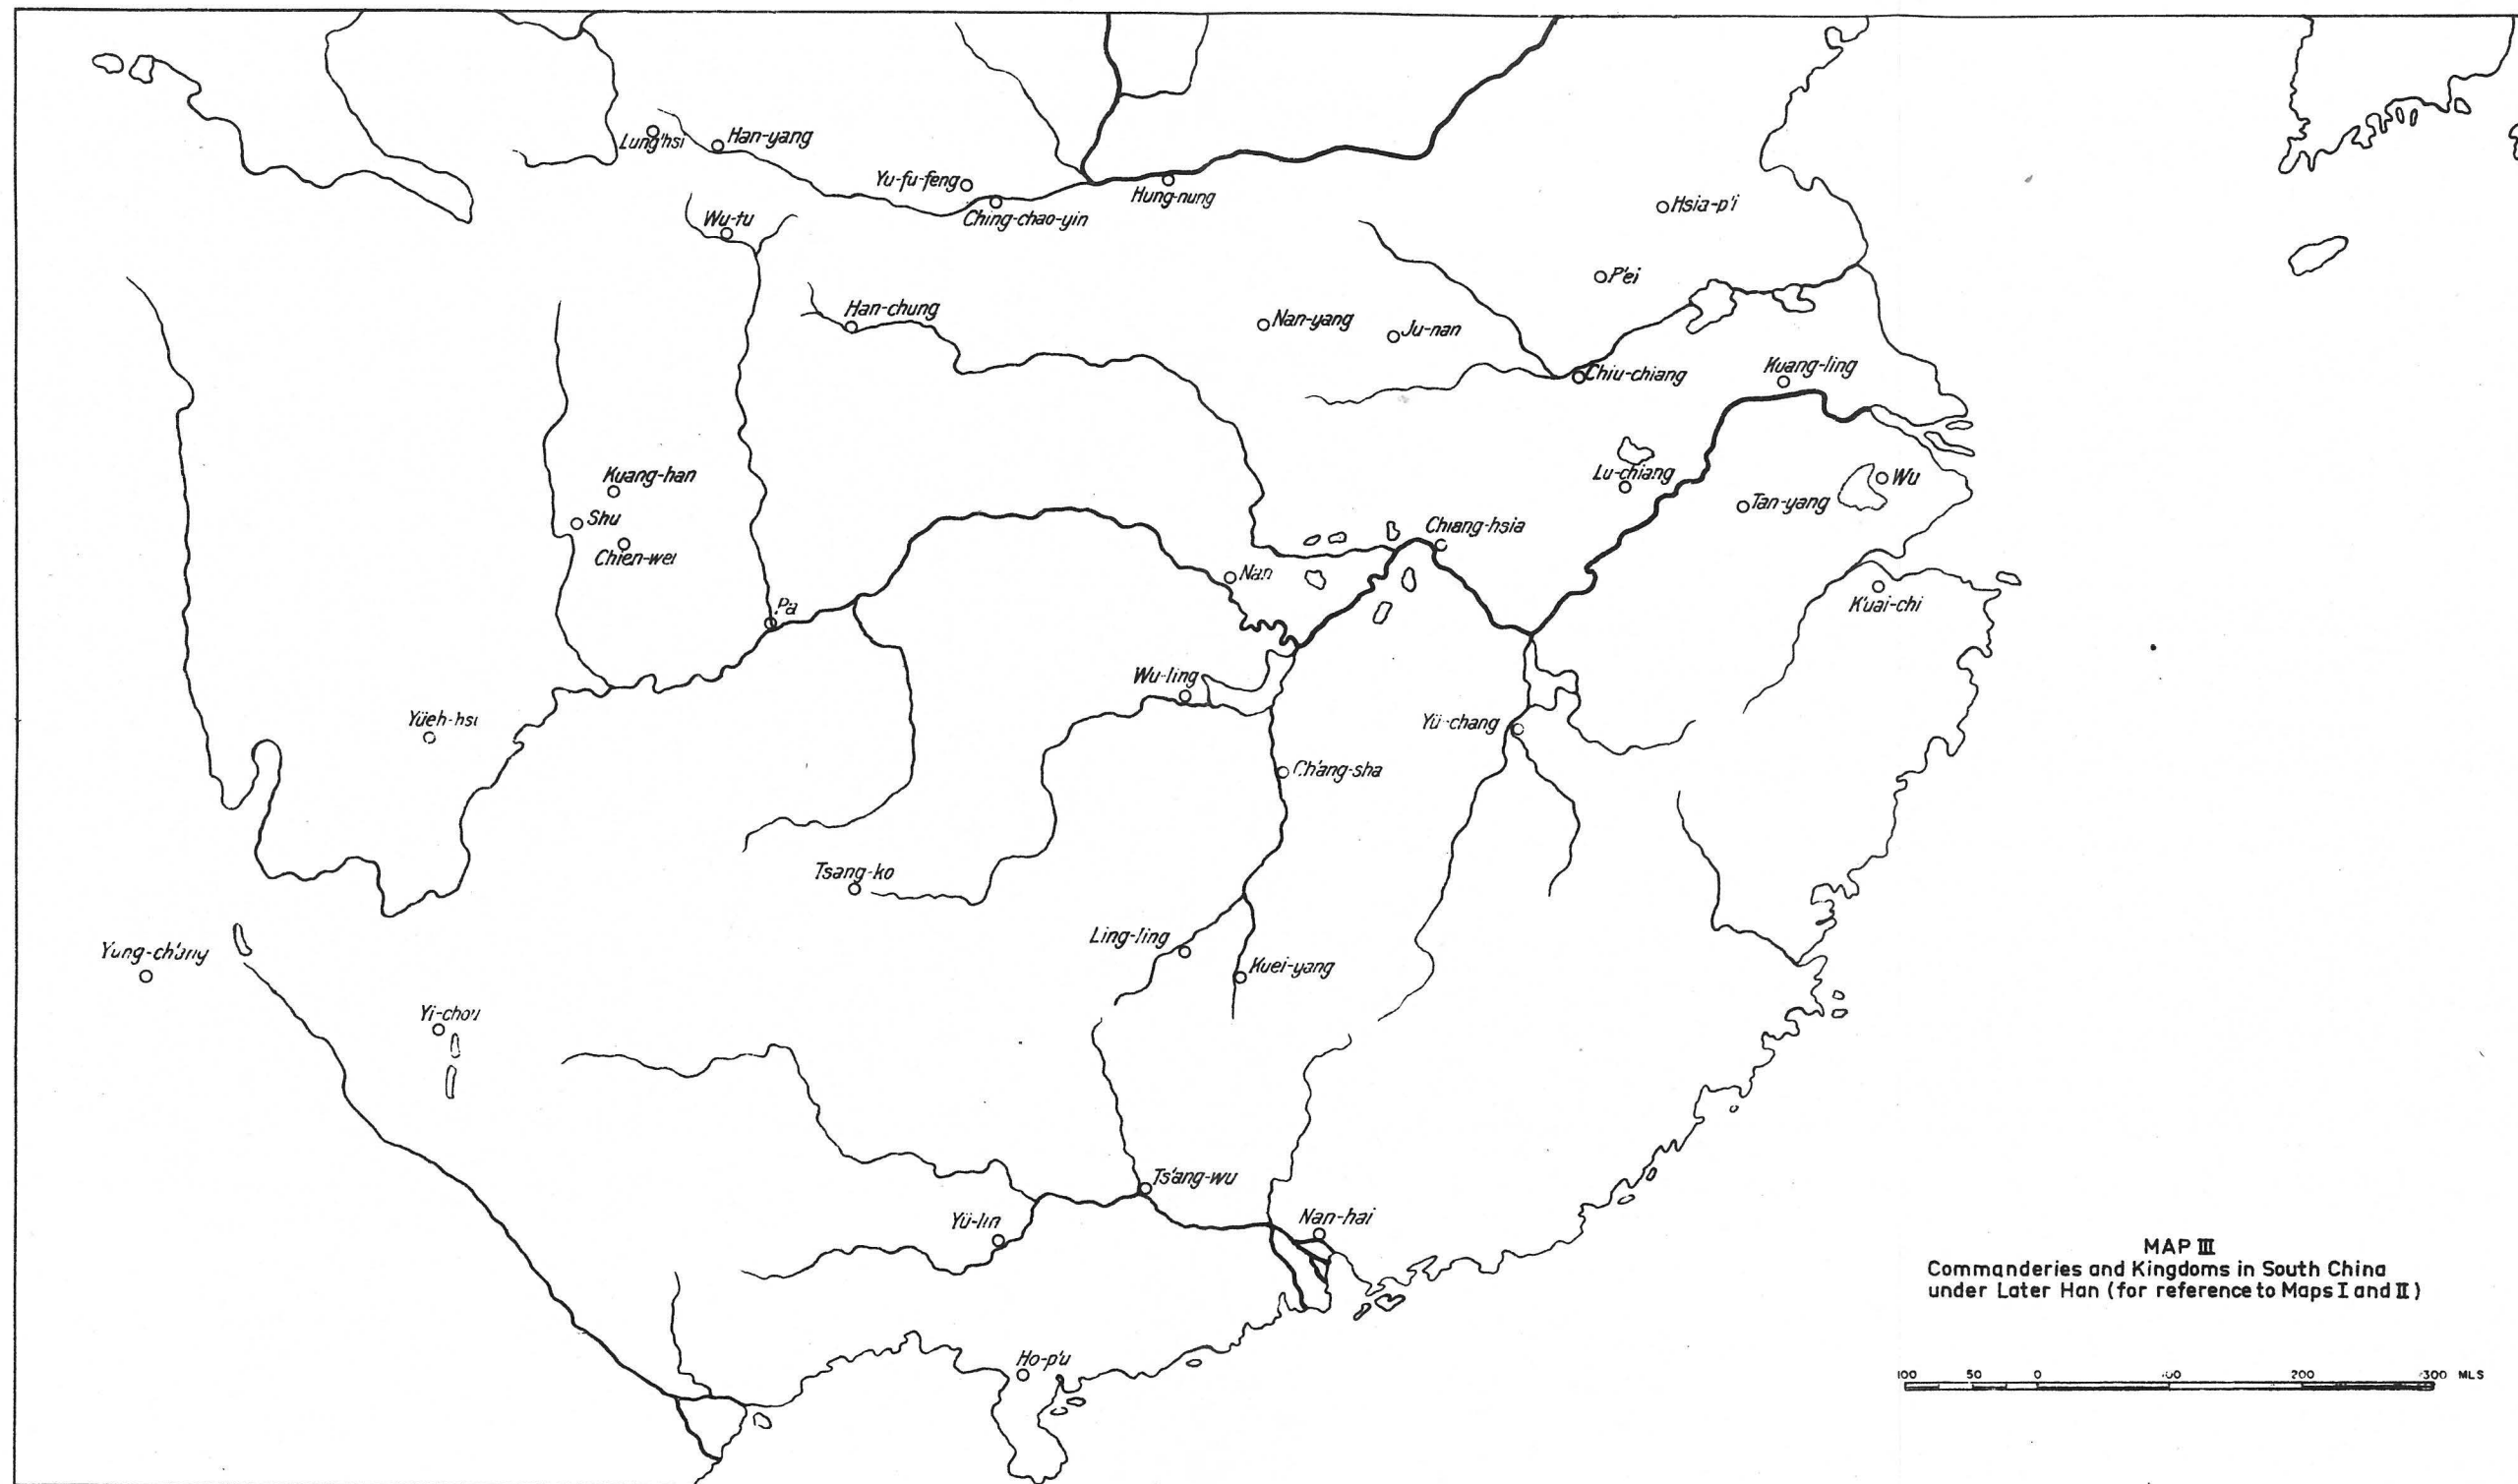 Lung'hsi
Han-yang
Yu-fu-feng
Ching-chao-yin
Hung-nung
Hsia-p'i
Wu-tu
P'ei
Han-chung
Nan-yang
Ju-nan
Chiu-chiang
Kuang-ling
Kuang-han
Lu-chiang
Wu
Tan-yang
Shu
Chien-wei
Chiang-hsia
Nan
Pa
K'uai-chi
Wu-ling
Yüeh-hsi
Yü-chang
Ch'ang-sha
Tsang-ko
Ling-ling
Kuei-yang
Yung-ch'ang
Yi-chou
Ts'ang-wu
Yü-lin
Nan-hai
Ho-p'u
MAP III
Commanderies and Kingdoms in South China
under Later Han (for reference to Maps I and II)
100 50 0 100 200 300 MLS